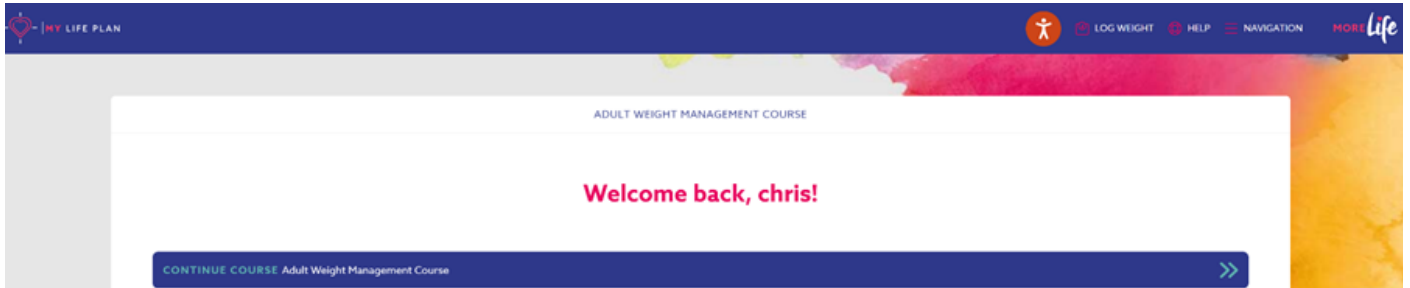 MY LIFE PLAN
LOG WEIGHT
HELP
NAVIGATION
MORE Life
ADULT WEIGHT MANAGEMENT COURSE
Welcome back, chris!
CONTINUE COURSE Adult Weight Management Course